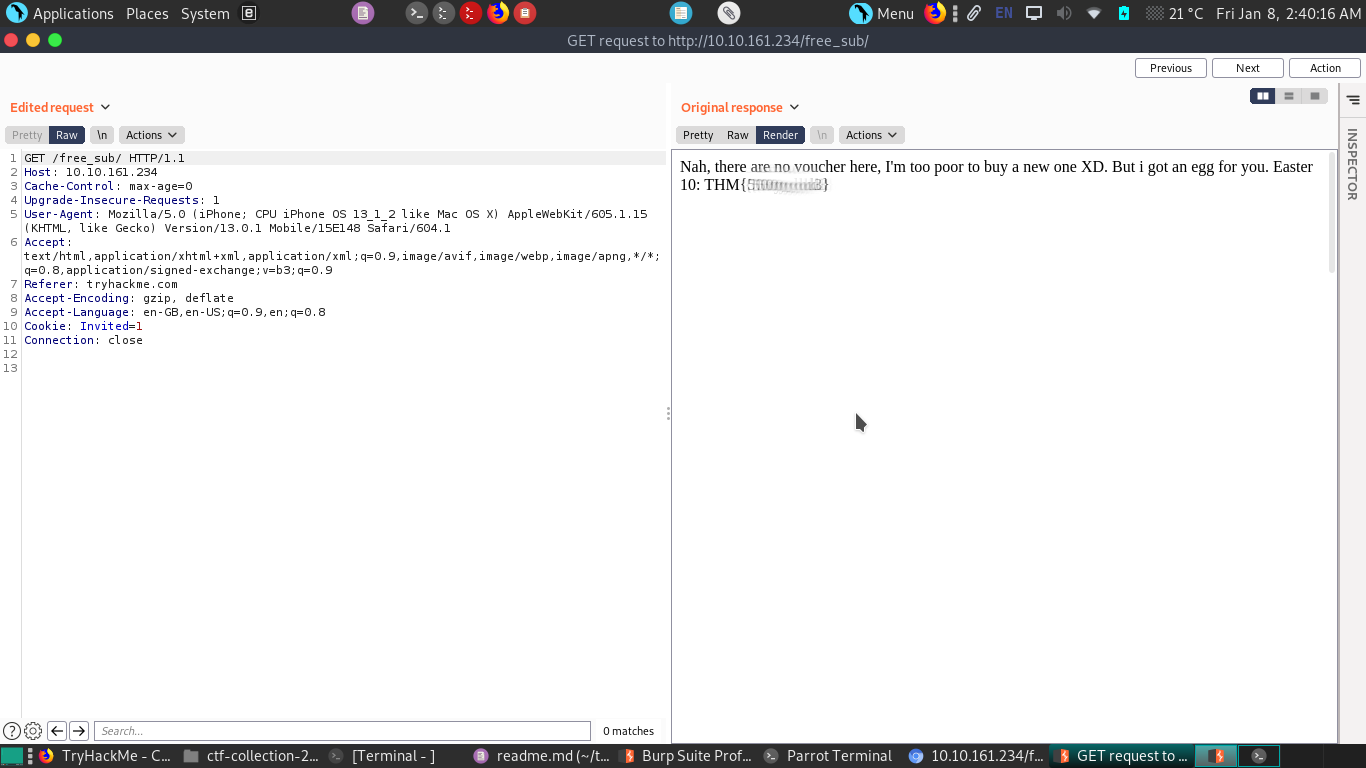 Applications Places System Menu EN 21 °C Fri Jan 8, 2:40:16 AM
GET request to http://10.10.161.234/free_sub/
Previous Next Action
Edited request
Original response
Pretty Raw \n Actions
Pretty Raw Render \n Actions
1 GET /free_sub/ HTTP/1.1
2 Host: 10.10.161.234
3 Cache-Control: max-age=0
4 Upgrade-Insecure-Requests: 1
5 User-Agent: Mozilla/5.0 (iPhone; CPU iPhone OS 13_1_2 like Mac OS X) AppleWebKit/605.1.15
(KHTML, like Gecko) Version/13.0.1 Mobile/15E148 Safari/604.1
6 Accept:
text/html,application/xhtml+xml,application/xml;q=0.9,image/avif,image/webp,image/apng,*/*;
q=0.8,application/signed-exchange;v=b3;q=0.9
7 Referer: tryhackme.com
8 Accept-Encoding: gzip, deflate
9 Accept-Language: en-GB,en-US;q=0.9,en;q=0.8
10 Cookie: Invited=1
11 Connection: close
12
13
Nah, there are no voucher here, I'm too poor to buy a new one XD. But i got an egg for you. Easter
10: THM{
INSPECTOR
Search...
0 matches
TryHackMe - C... ctf-collection-2... [Terminal - ] readme.md (~/t... Burp Suite Prof... Parrot Terminal 10.10.161.234/f... GET request to ...